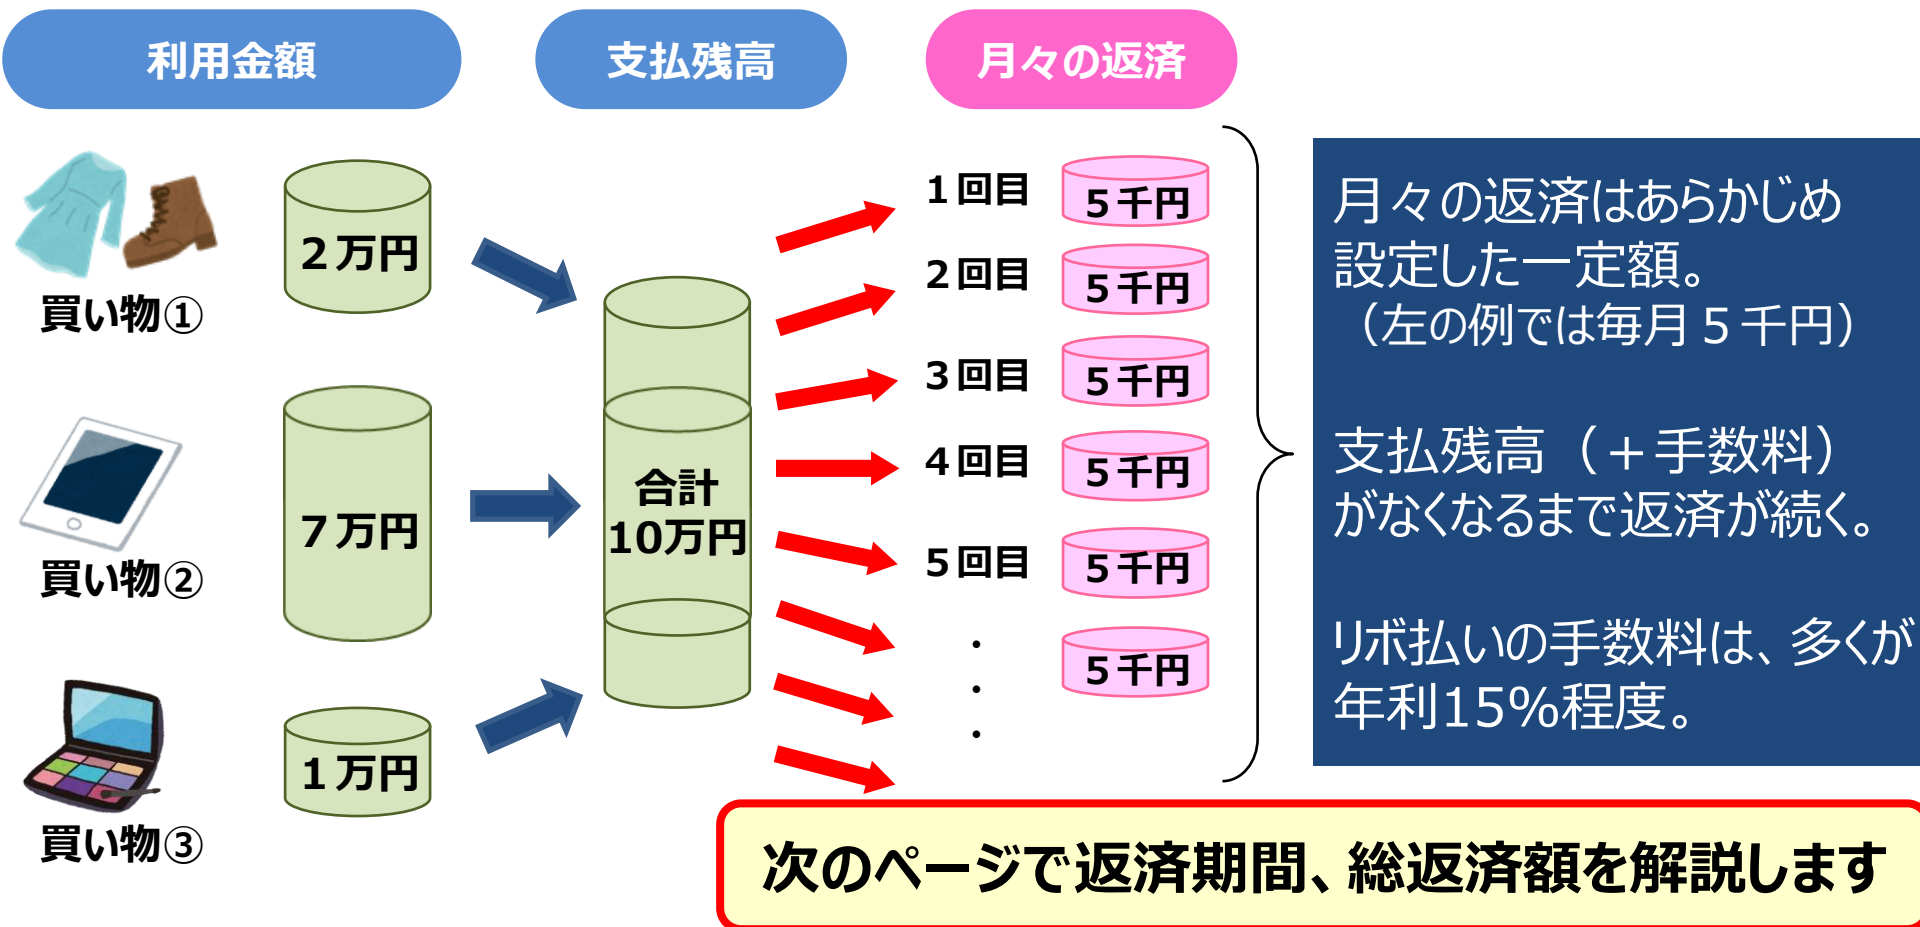 利用金額
支払残高
月々の返済
2万円
買い物①
7万円
買い物②
1万円
買い物③
合計
10万円
1回目 5千円
2回目 5千円
3回目 5千円
4回目 5千円
5回目 5千円
・ 5千円
・
・
月々の返済はあらかじめ
設定した一定額。
（左の例では毎月5千円）
支払残高（＋手数料）
がなくなるまで返済が続く。
リボ払いの手数料は、多くが
年利15%程度。
次のページで返済期間、総返済額を解説します